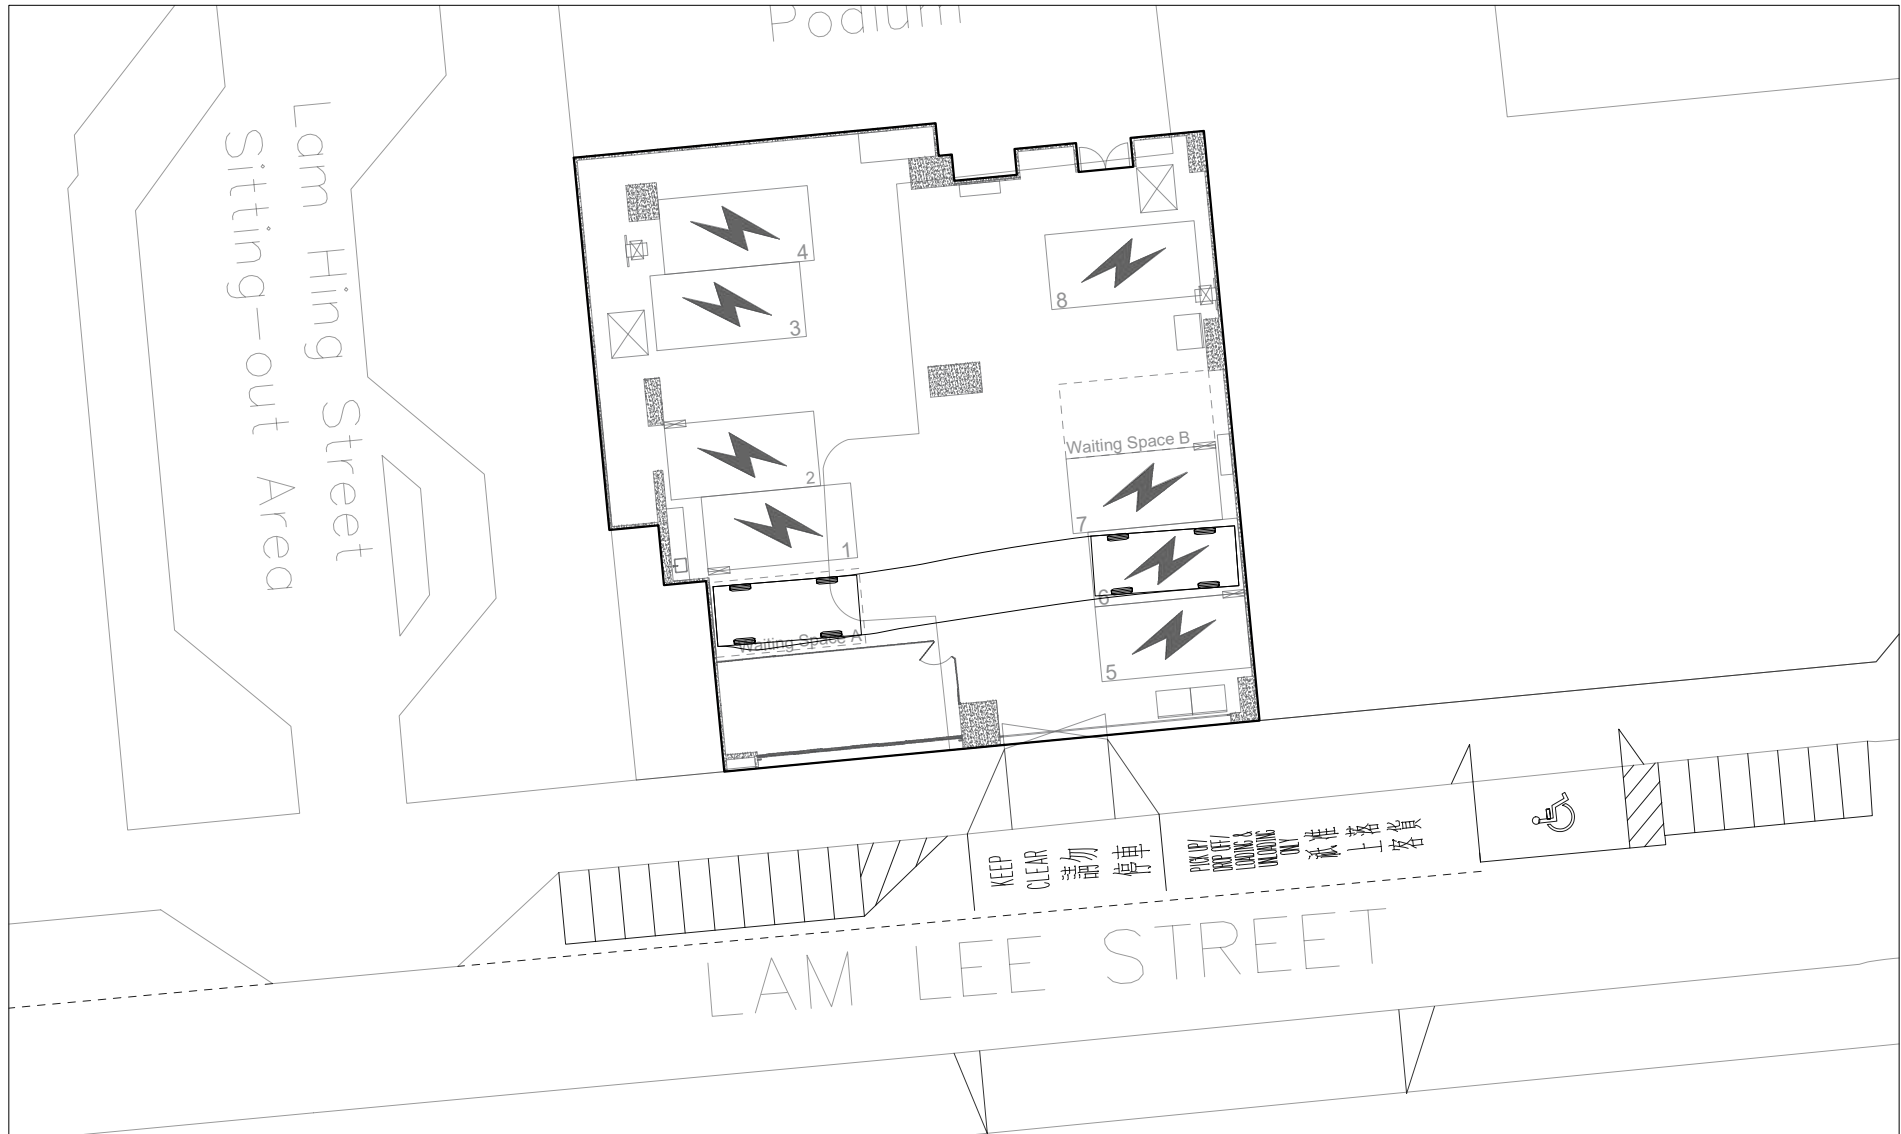 Podium
Lam Hing Street
Sitting-out Area
4
3
8
2
Waiting Space B
7
1
6
Waiting Space A
5
KEEP
CLEAR
請勿
停車
PICK UP/
DROP OFF/
LOADING &
UNLOADING
ONLY
祇准
上落
客貨
LAM LEE STREET